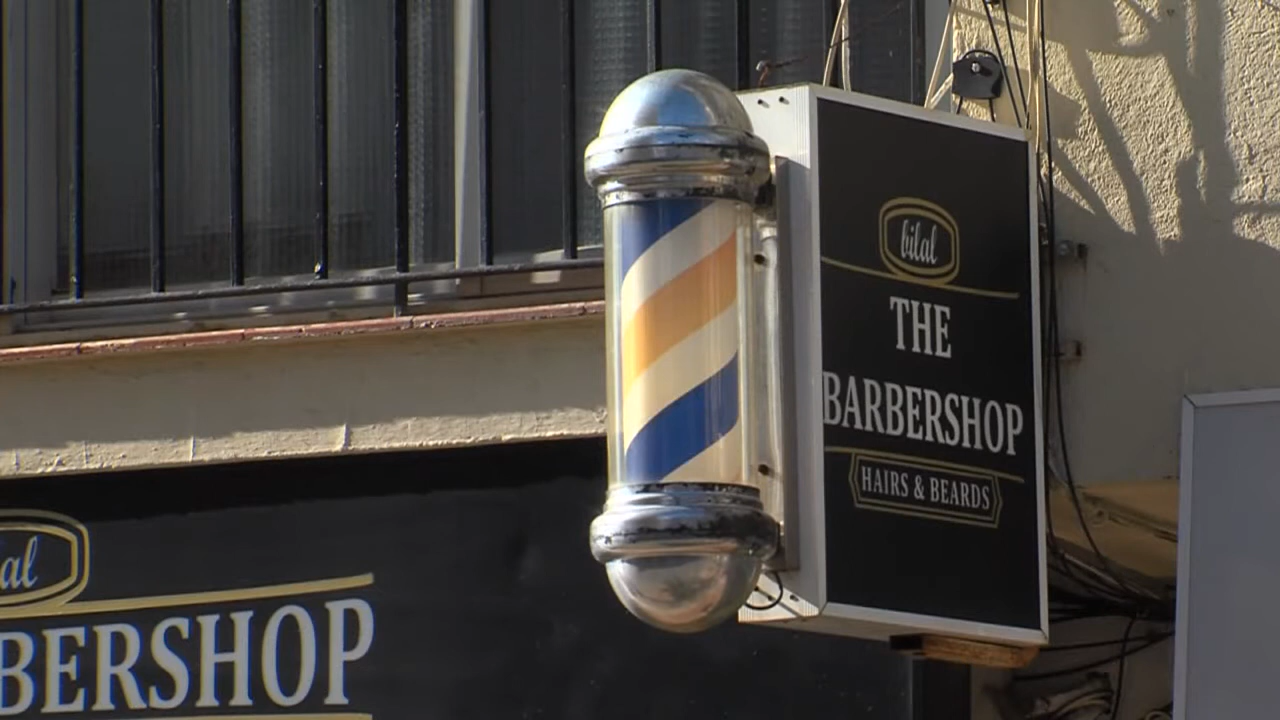 bilal
THE
BARBERSHOP
HAIRS & BEARDS
al
BERSHOP